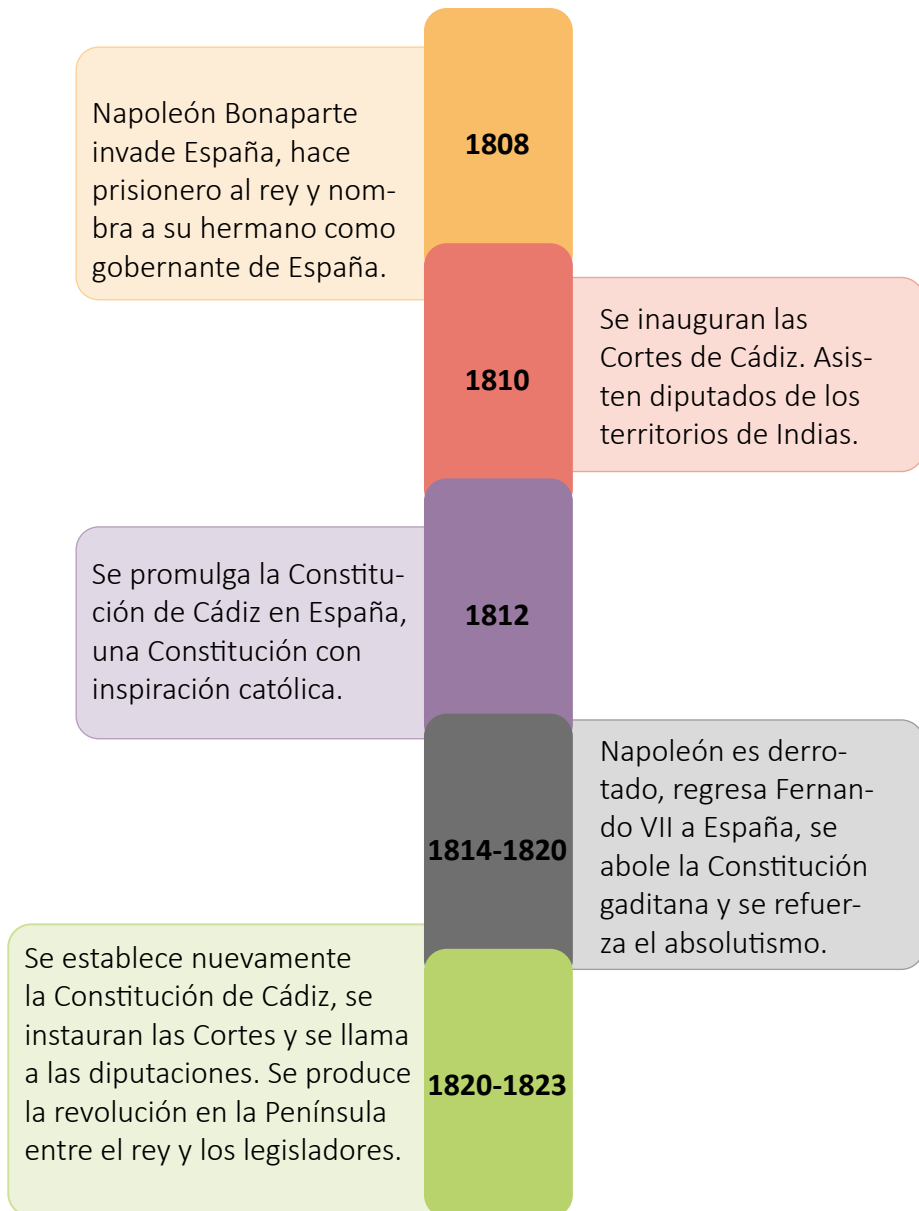 1808
Napoleón Bonaparte
invade España, hace
prisionero al rey y nom-
bra a su hermano como
gobernante de España.
1810
Se inauguran las
Cortes de Cádiz. Asis-
ten diputados de los
territorios de Indias.
1812
Se promulga la Constitu-
ción de Cádiz en España,
una Constitución con
inspiración católica.
1814-1820
Napoleón es derro-
tado, regresa Fernan-
do VII a España, se
abole la Constitución
gaditana y se refuer-
za el absolutismo.
1820-1823
Se establece nuevamente
la Constitución de Cádiz, se
instauran las Cortes y se llama
a las diputaciones. Se produce
la revolución en la Península
entre el rey y los legisladores.